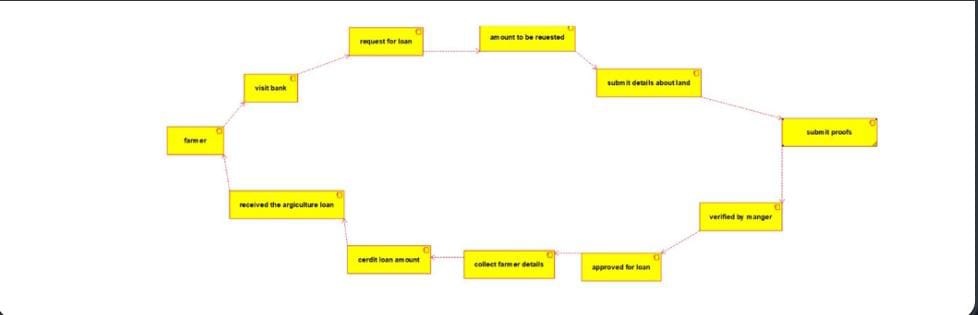 request for loan
amount to be reuested
visit bank
submit details about land
farmer
submit proofs
received the argiculture loan
verified by manger
cerdit loan amount
collect farmer details
approved for loan